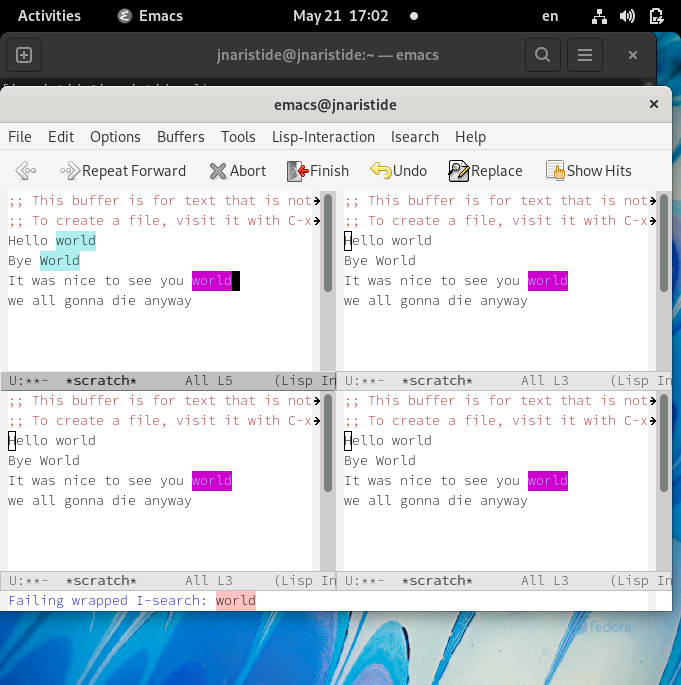 Activities Emacs May 21 17:02 en
jnaristide@jnaristide:~ — emacs
emacs@jnaristide
File Edit Options Buffers Tools Lisp-Interaction Isearch Help
Repeat Forward Abort Finish Undo Replace Show Hits
;; This buffer is for text that is not
;; To create a file, visit it with C-x
Hello world
Bye World
It was nice to see you world
we all gonna die anyway
U:**- *scratch* All L5 (Lisp In
;; This buffer is for text that is not
;; To create a file, visit it with C-x
Hello world
Bye World
It was nice to see you world
we all gonna die anyway
U:**- *scratch* All L3 (Lisp In
;; This buffer is for text that is not
;; To create a file, visit it with C-x
Hello world
Bye World
It was nice to see you world
we all gonna die anyway
U:**- *scratch* All L3 (Lisp In
;; This buffer is for text that is not
;; To create a file, visit it with C-x
Hello world
Bye World
It was nice to see you world
we all gonna die anyway
U:**- *scratch* All L3 (Lisp In
Failing wrapped I-search: world
fedora